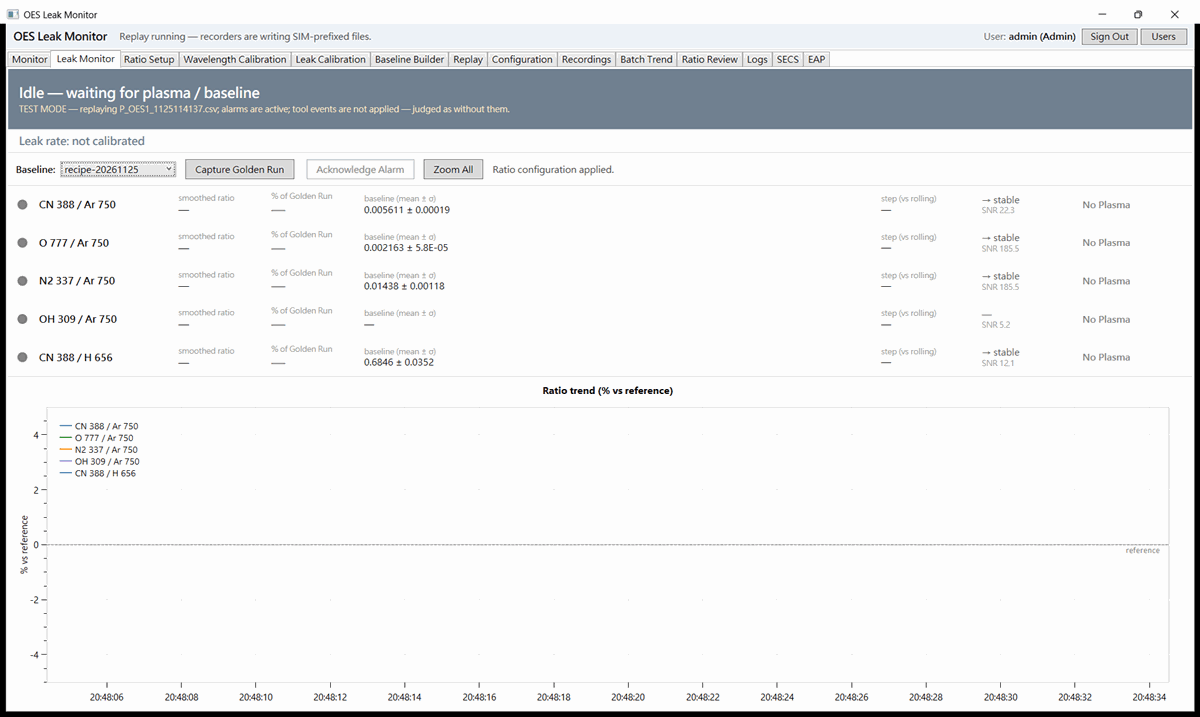 OES Leak Monitor
OES Leak Monitor Replay running — recorders are writing SIM-prefixed files. User: admin (Admin) Sign Out Users
Monitor Leak Monitor Ratio Setup Wavelength Calibration Leak Calibration Baseline Builder Replay Configuration Recordings Batch Trend Ratio Review Logs SECS EAP
Idle — waiting for plasma / baseline
TEST MODE — replaying P_OES1_1125114137.csv; alarms are active; tool events are not applied — judged as without them.
Leak rate: not calibrated
Baseline: recipe-20261125 Capture Golden Run Acknowledge Alarm Zoom All Ratio configuration applied.
smoothed ratio % of Golden Run baseline (mean ± σ) step (vs rolling) → stable
CN 388 / Ar 750 — — 0.005611 ± 0.00019 — SNR 22.3 No Plasma
smoothed ratio % of Golden Run baseline (mean ± σ) step (vs rolling) → stable
O 777 / Ar 750 — — 0.002163 ± 5.8E-05 — SNR 185.5 No Plasma
smoothed ratio % of Golden Run baseline (mean ± σ) step (vs rolling) → stable
N2 337 / Ar 750 — — 0.01438 ± 0.00118 — SNR 185.5 No Plasma
smoothed ratio % of Golden Run baseline (mean ± σ) step (vs rolling) —
OH 309 / Ar 750 — — — — SNR 5.2 No Plasma
smoothed ratio % of Golden Run baseline (mean ± σ) step (vs rolling) → stable
CN 388 / H 656 — — 0.6846 ± 0.0352 — SNR 12.1 No Plasma
Ratio trend (% vs reference)
CN 388 / Ar 750
O 777 / Ar 750
N2 337 / Ar 750
OH 309 / Ar 750
CN 388 / H 656
4
2
0
-2
-4
% vs reference
reference
20:48:06 20:48:08 20:48:10 20:48:12 20:48:14 20:48:16 20:48:18 20:48:20 20:48:22 20:48:24 20:48:26 20:48:28 20:48:30 20:48:32 20:48:34